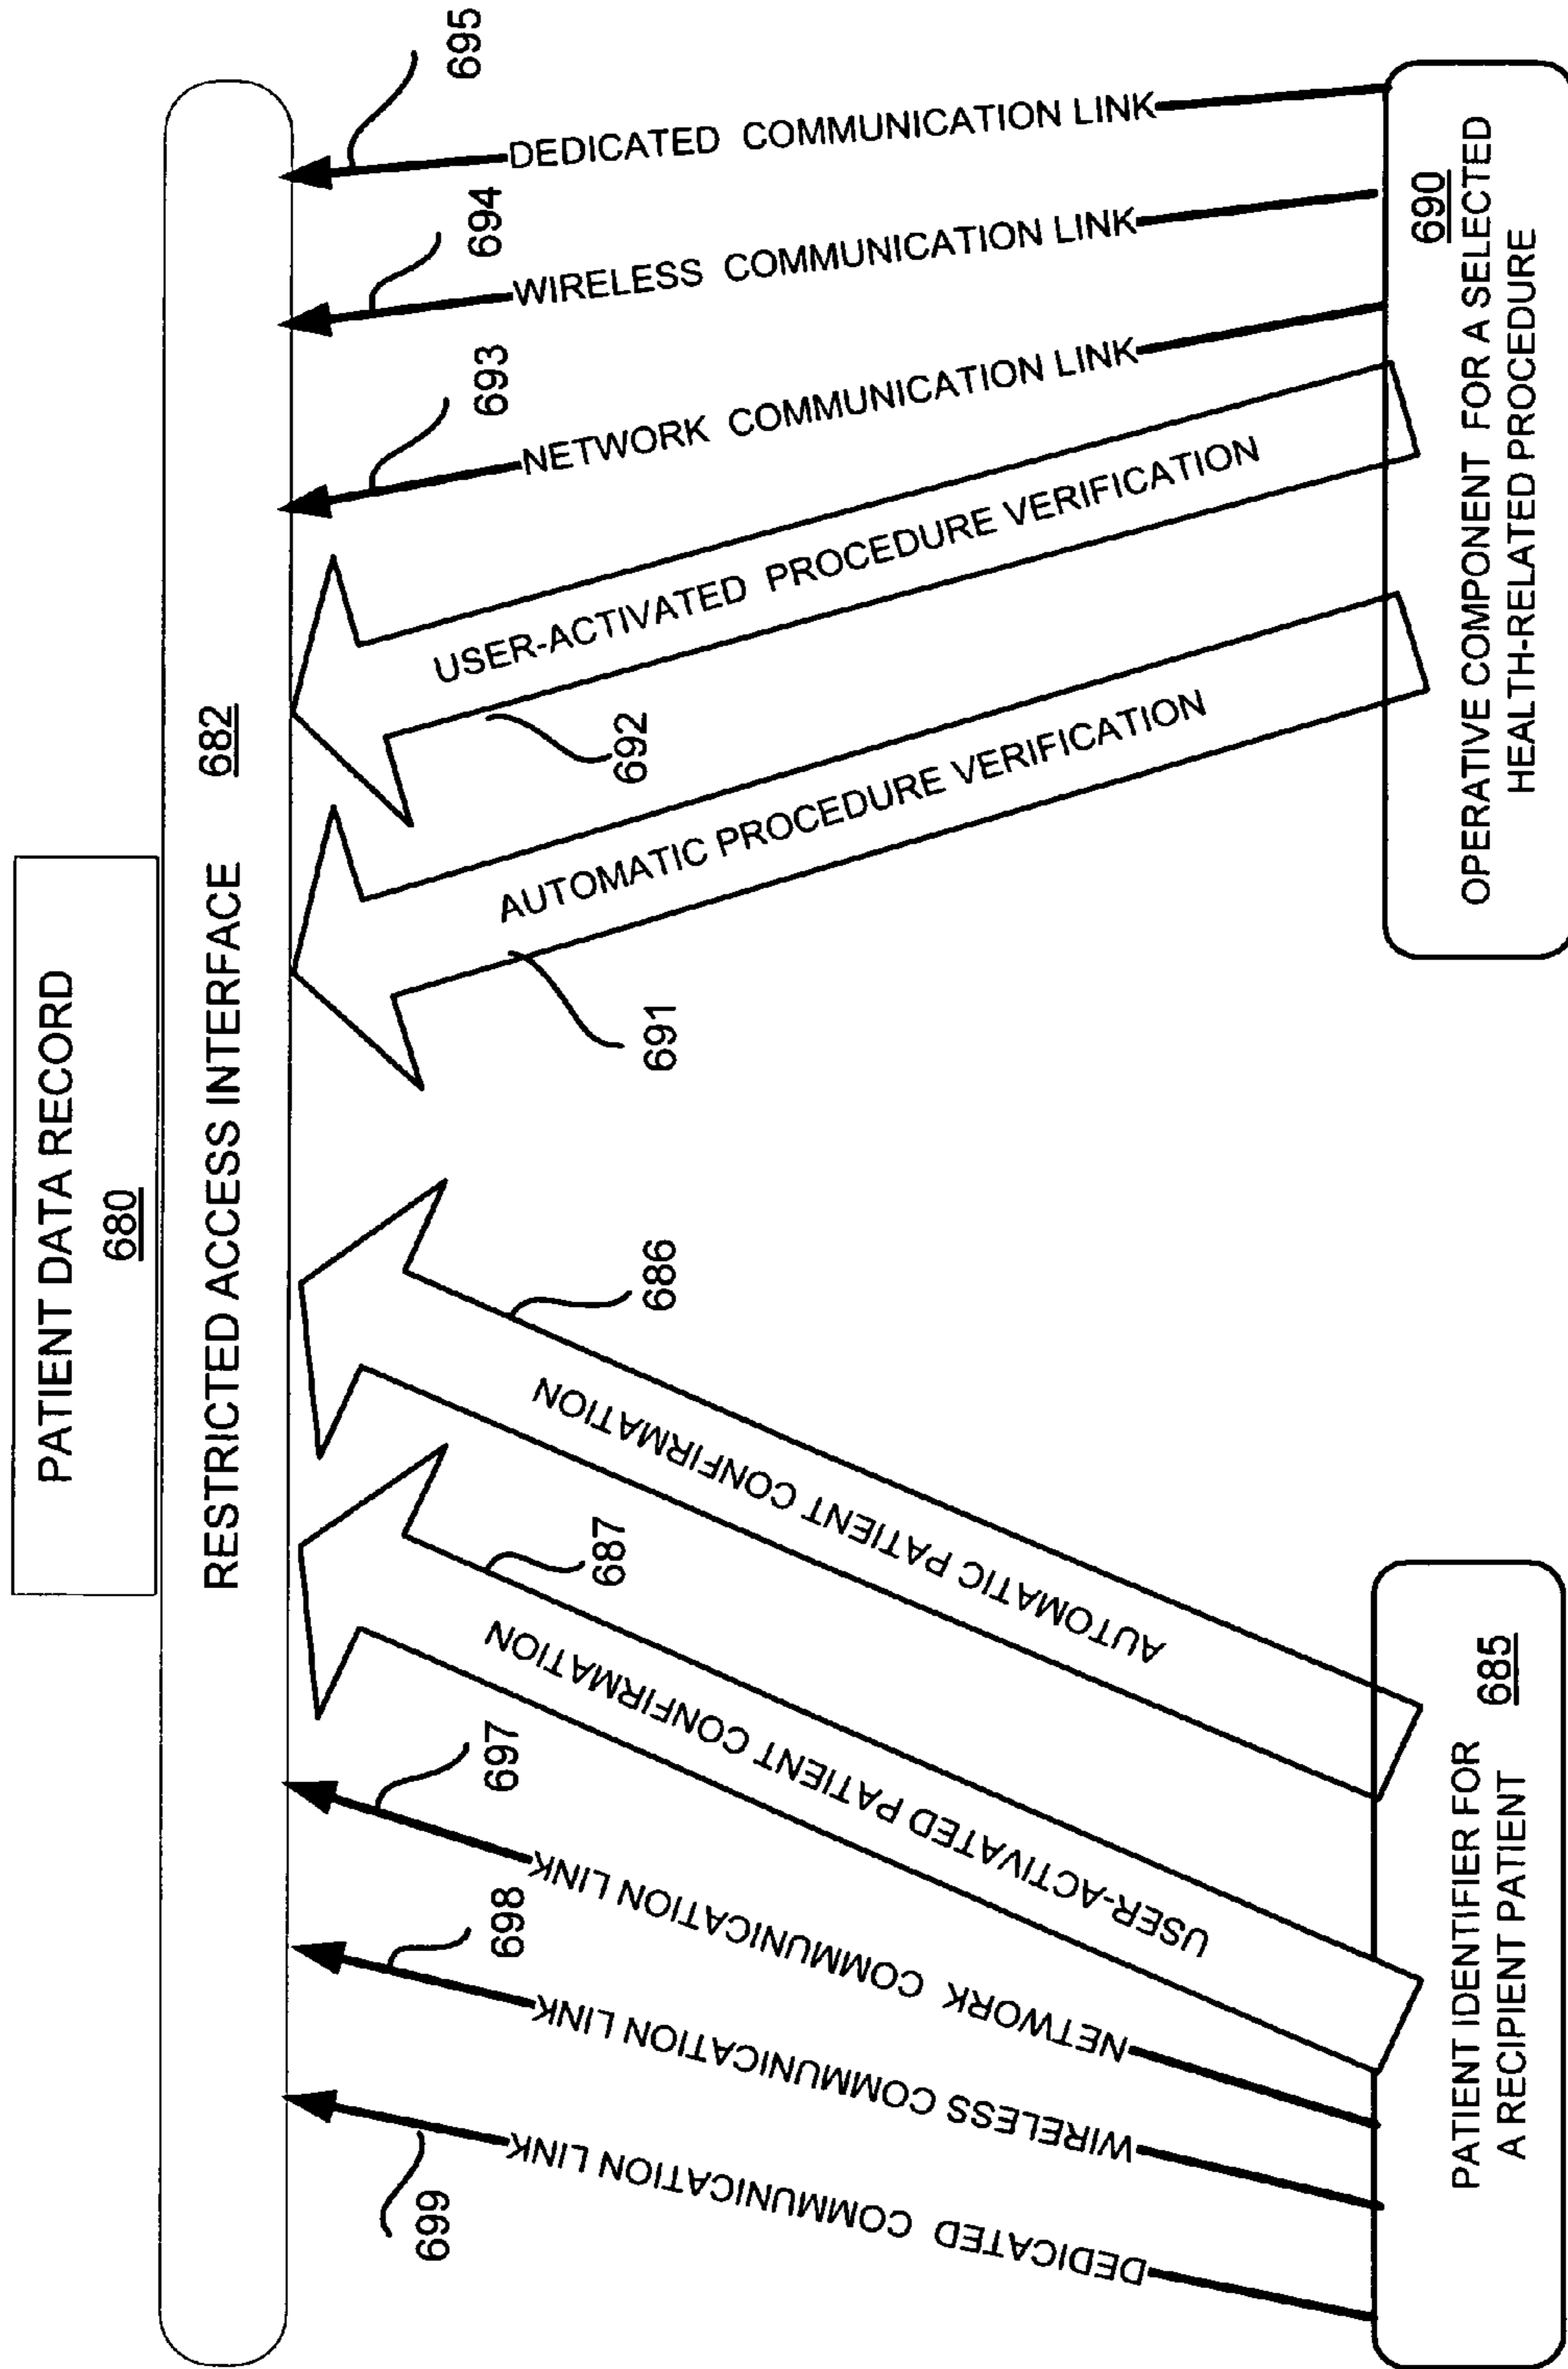 PATIENT DATA RECORD
680
RESTRICTED ACCESS INTERFACE 682
699
698
697
687
686
691
692
693
694
695
DEDICATED COMMUNICATION LINK
WIRELESS COMMUNICATION LINK
NETWORK COMMUNICATION LINK
USER-ACTIVATED PATIENT CONFIRMATION
AUTOMATIC PATIENT CONFIRMATION
AUTOMATIC PROCEDURE VERIFICATION
USER-ACTIVATED PROCEDURE VERIFICATION
NETWORK COMMUNICATION LINK
WIRELESS COMMUNICATION LINK
DEDICATED COMMUNICATION LINK
PATIENT IDENTIFIER FOR 685
A RECIPIENT PATIENT
690
OPERATIVE COMPONENT FOR A SELECTED
HEALTH-RELATED PROCEDURE